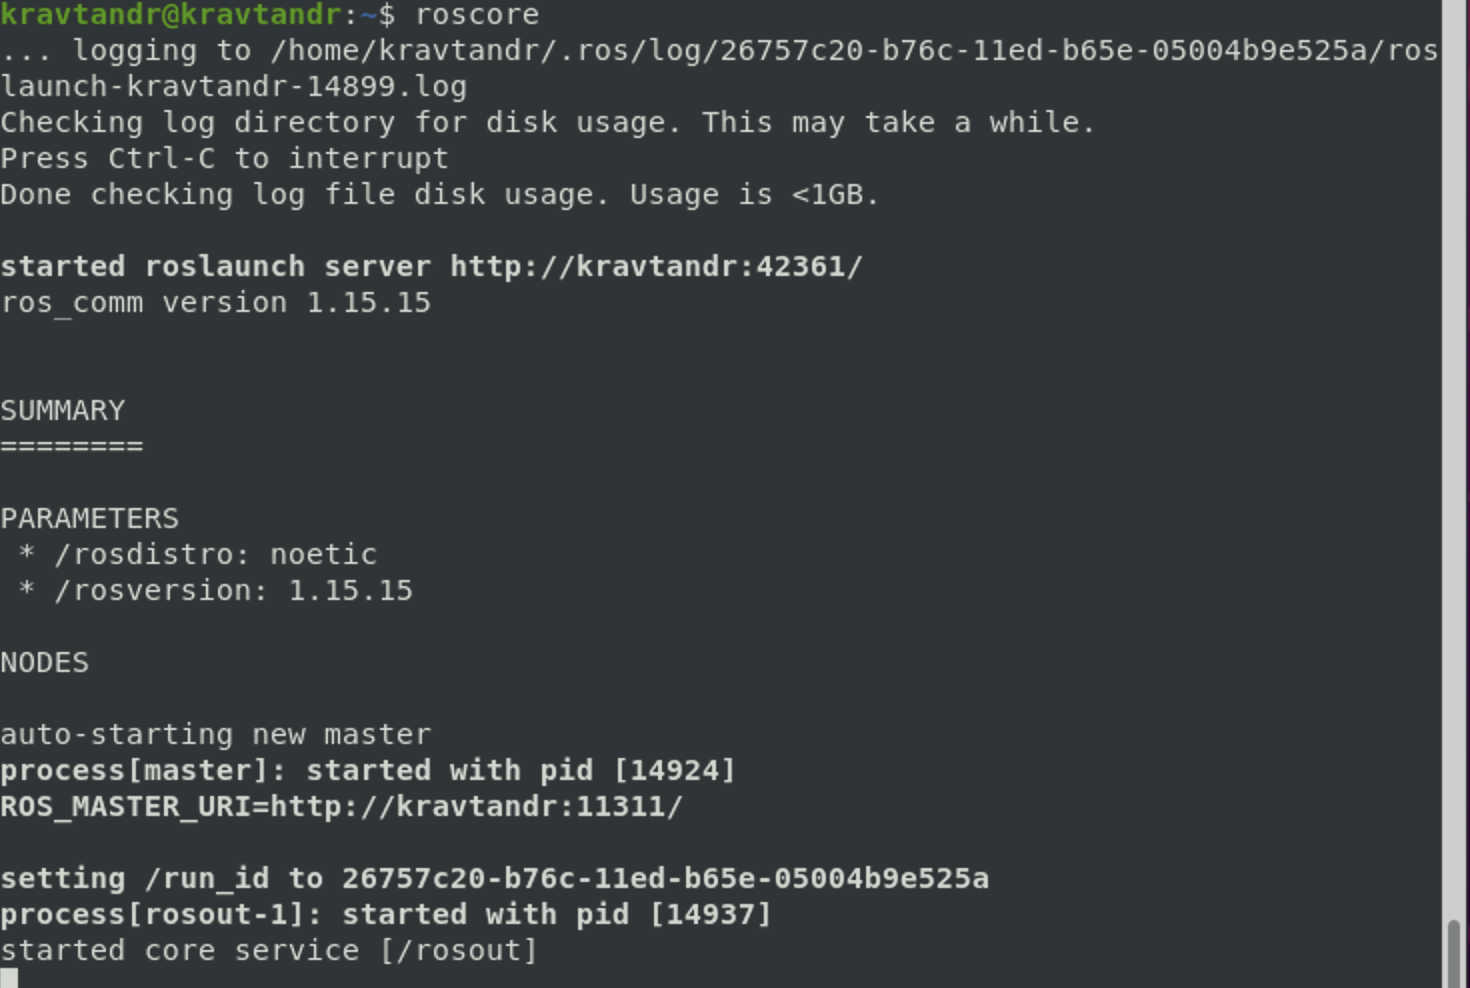 kravtandr@kravtandr:~$ roscore
... logging to /home/kravtandr/.ros/log/26757c20-b76c-11ed-b65e-05004b9e525a/ros
launch-kravtandr-14899.log
Checking log directory for disk usage. This may take a while.
Press Ctrl-C to interrupt
Done checking log file disk usage. Usage is <1GB.

started roslaunch server http://kravtandr:42361/
ros_comm version 1.15.15


SUMMARY
========

PARAMETERS
 * /rosdistro: noetic
 * /rosversion: 1.15.15

NODES

auto-starting new master
process[master]: started with pid [14924]
ROS_MASTER_URI=http://kravtandr:11311/

setting /run_id to 26757c20-b76c-11ed-b65e-05004b9e525a
process[rosout-1]: started with pid [14937]
started core service [/rosout]